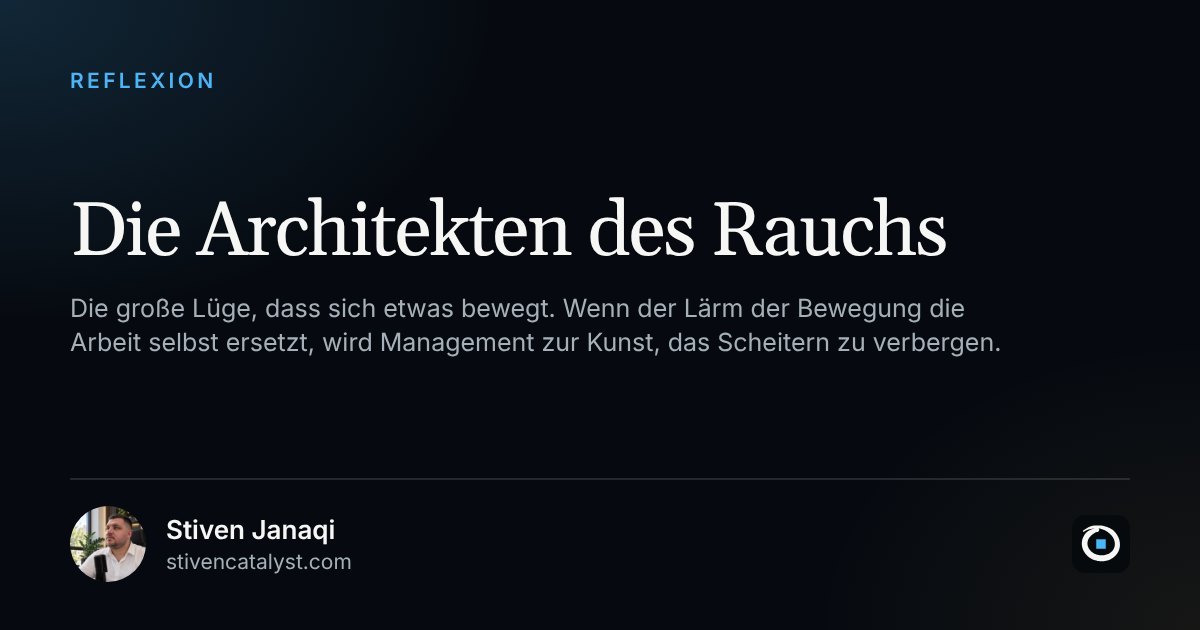 REFLEXION
Die Architekten des Rauchs
Die große Lüge, dass sich etwas bewegt. Wenn der Lärm der Bewegung die
Arbeit selbst ersetzt, wird Management zur Kunst, das Scheitern zu verbergen.
Stiven Janaqi
stivencatalyst.com